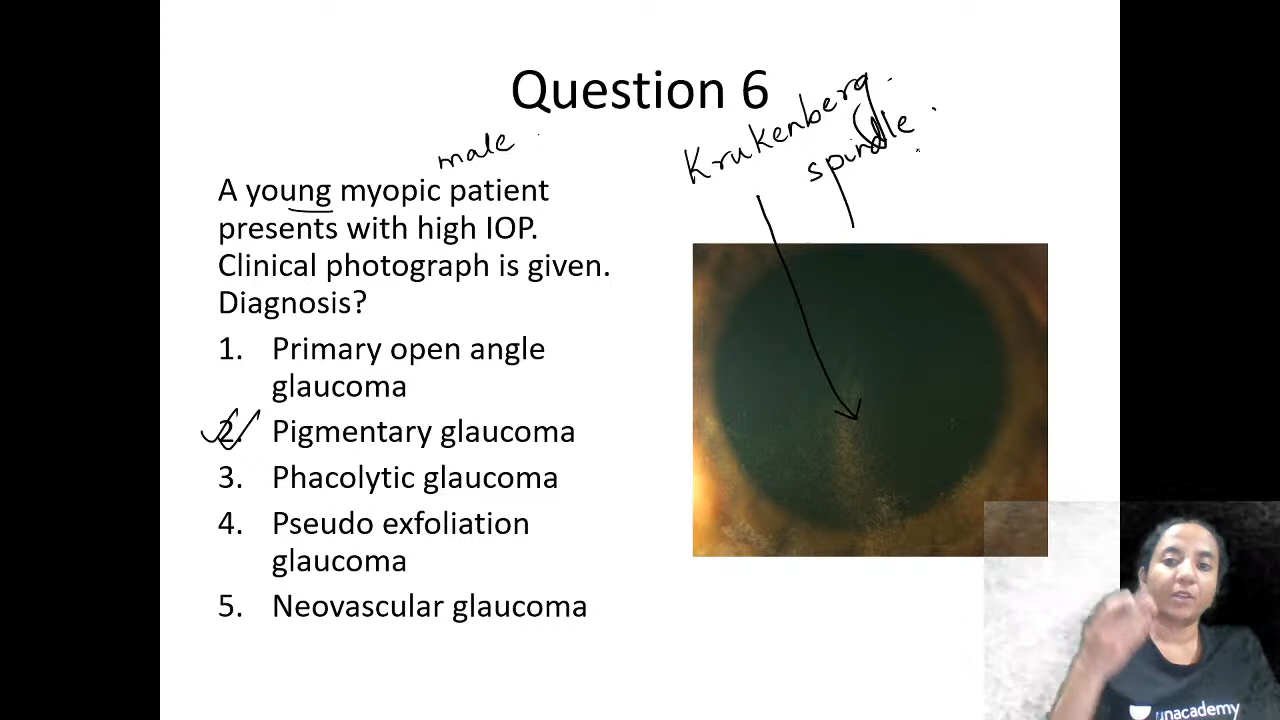 Question 6
Krukenberg
spindle
male
A young myopic patient
presents with high IOP.
Clinical photograph is given.
Diagnosis?
1. Primary open angle
glaucoma
2. Pigmentary glaucoma
3. Phacolytic glaucoma
4. Pseudo exfoliation
glaucoma
5. Neovascular glaucoma
unacademy